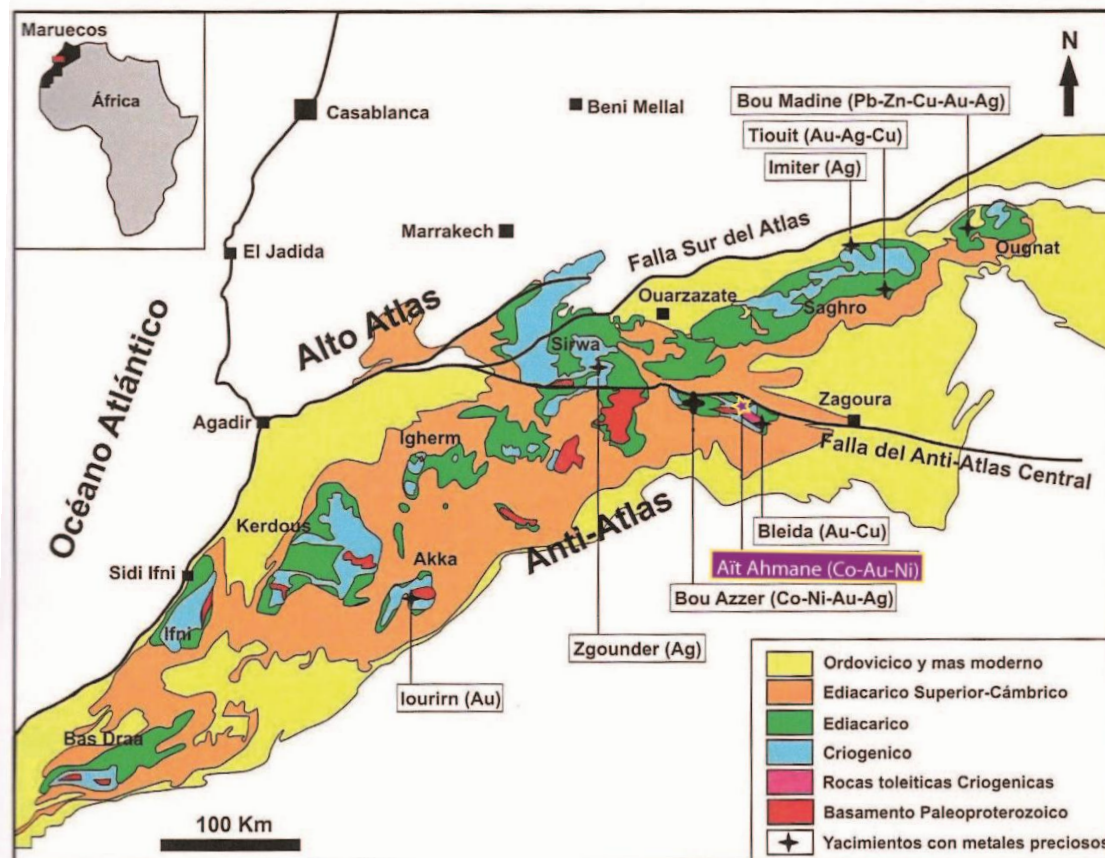 Maruecos
África
Casablanca
Beni Mellal
N
Bou Madine (Pb-Zn-Cu-Au-Ag)
Tiouit (Au-Ag-Cu)
Imiter (Ag)
El Jadida
Marrakech
Falla Sur del Atlas
Ougnat
Ouarzazate
Saghro
Alto Atlas
Sirwa
Océano Atlántico
Agadir
Zagoura
Igherm
Falla del Anti-Atlas Central
Anti-Atlas
Kerdous
Bleida (Au-Cu)
Akka
Aït Ahmane (Co-Au-Ni)
Sidi Ifni
Bou Azzer (Co-Ni-Au-Ag)
Ifni
Zgounder (Ag)
Iourirn (Au)
Bas Draa
100 Km
Ordovicico y mas moderno
Ediacarico Superior-Cámbrico
Ediacarico
Criogenico
Rocas toleiticas Criogenicas
Basamento Paleoproterozoico
Yacimientos con metales preciosos